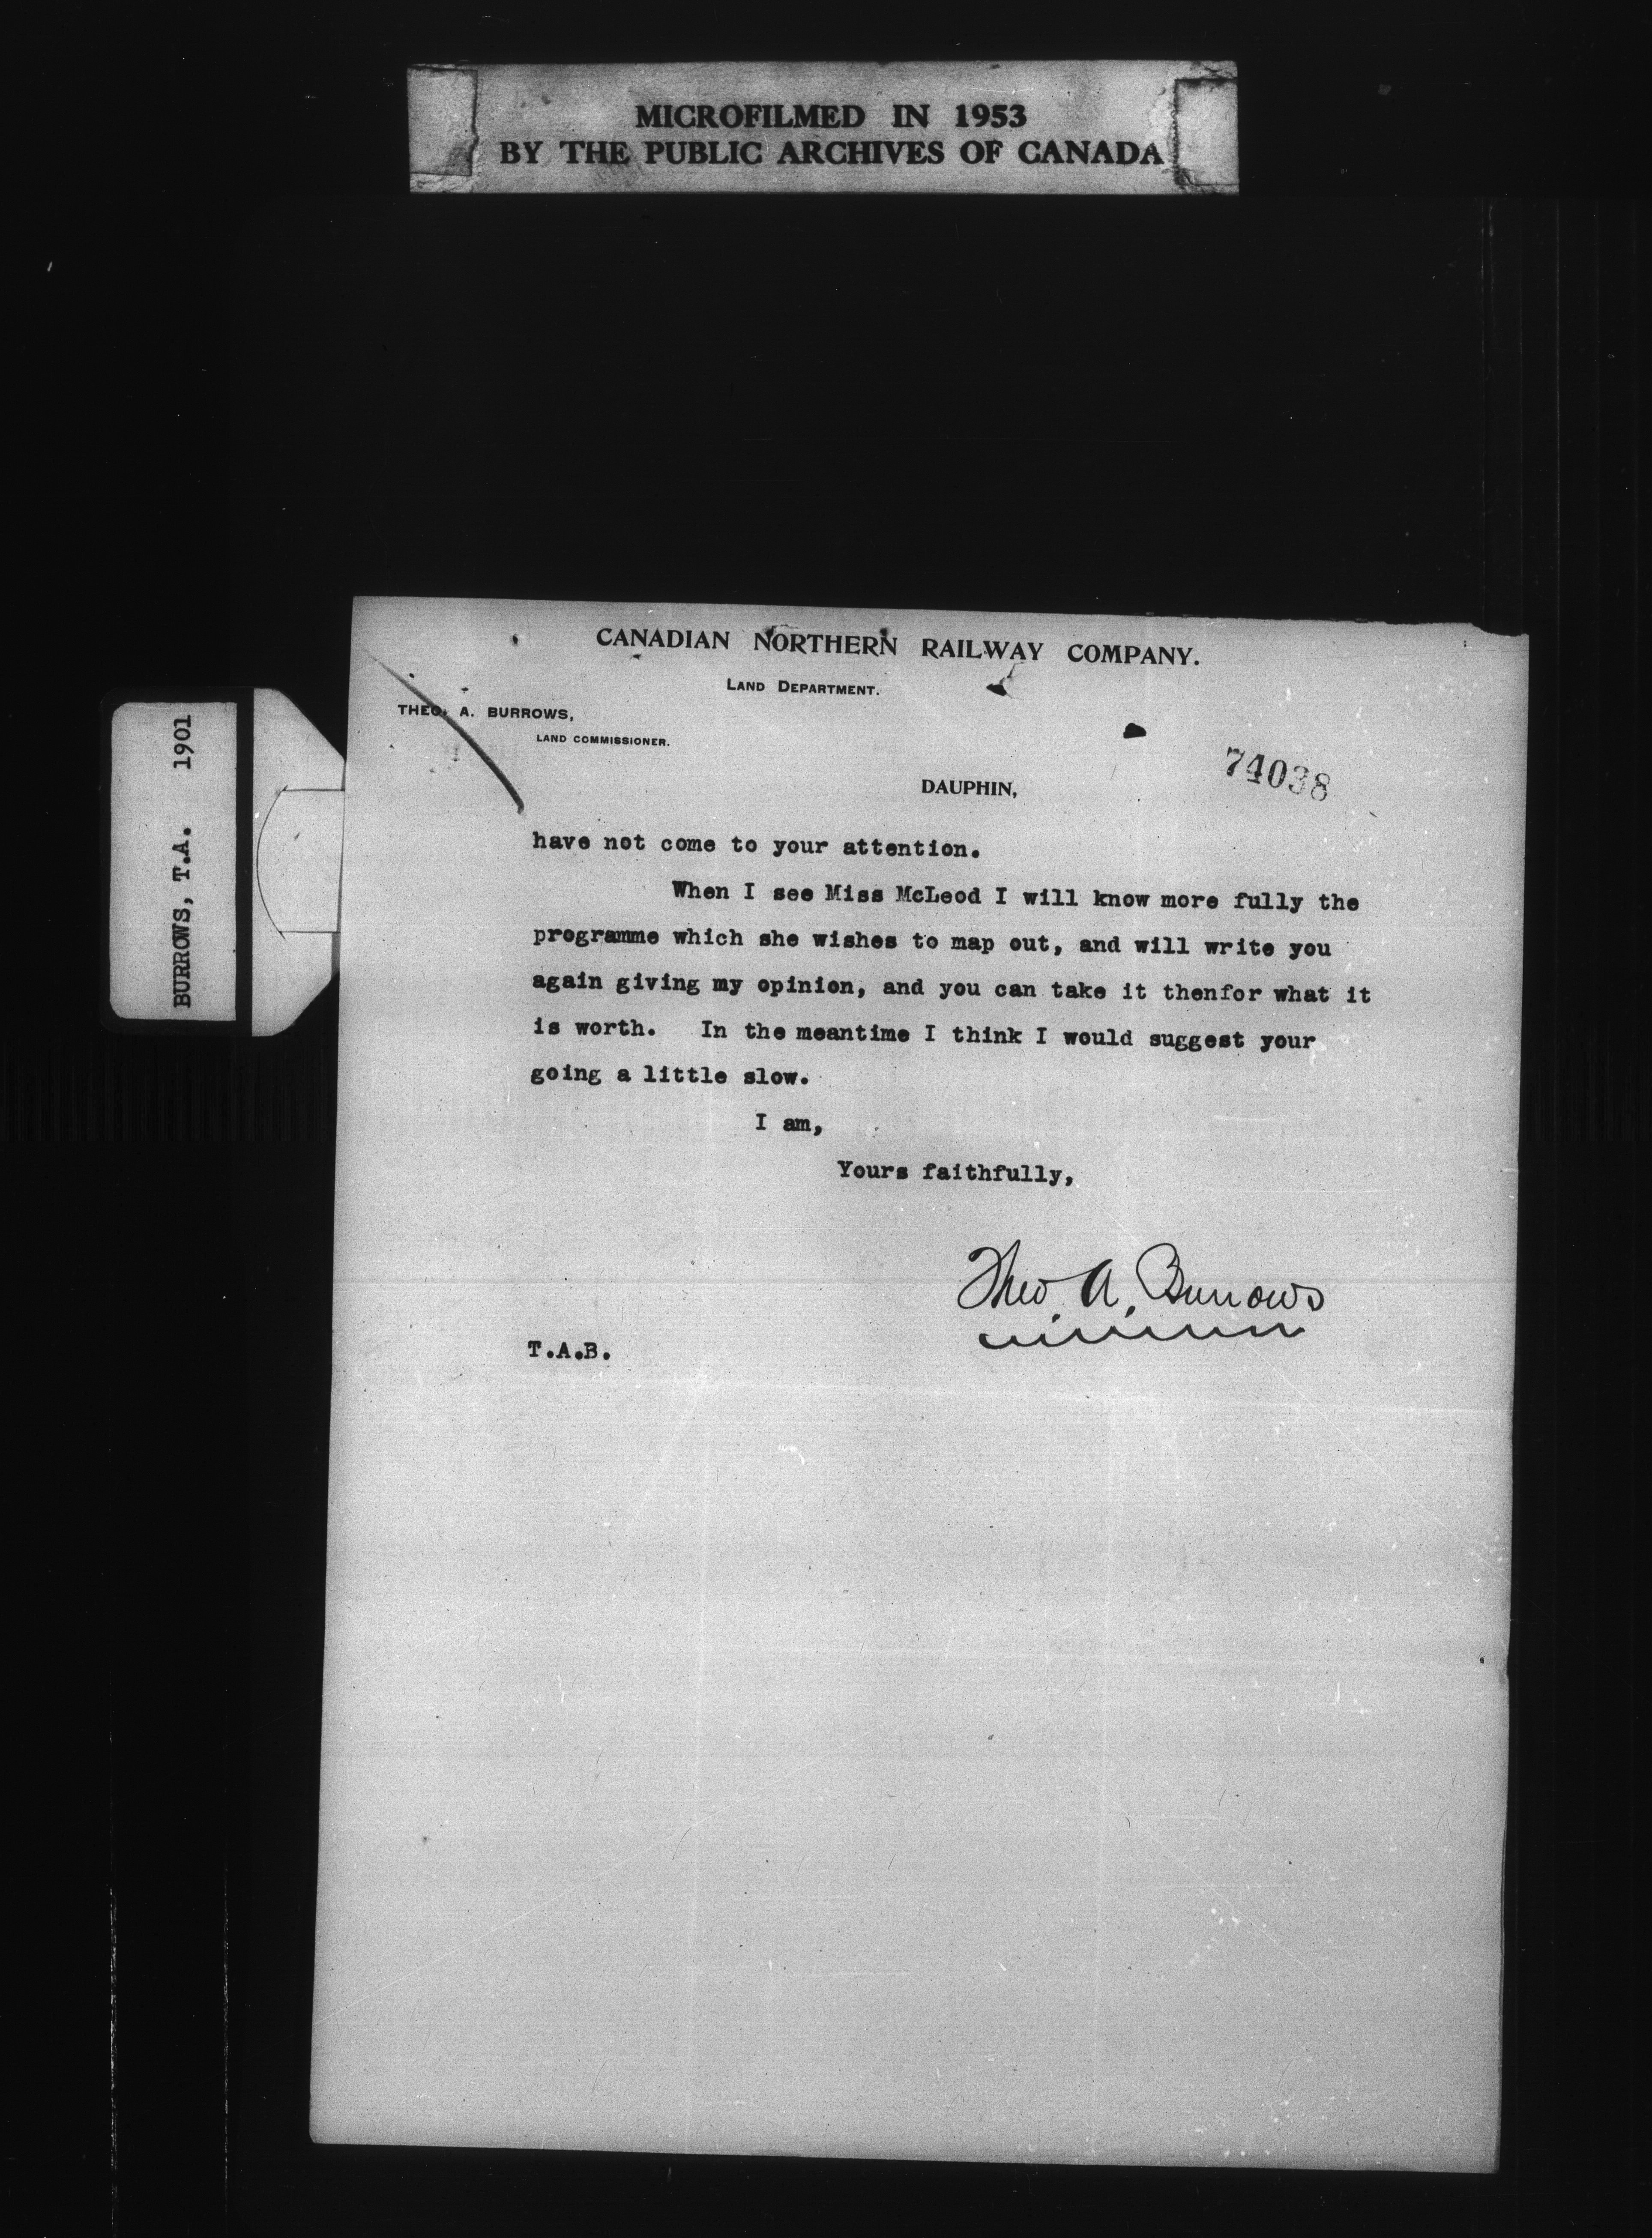 MICROFILMED IN 1953
BY THE PUBLIC ARCHIVES OF CANADA
BURROWS, T.A. 1901
CANADIAN NORTHERN RAILWAY COMPANY.
LAND DEPARTMENT.
THEO. A. BURROWS,
LAND COMMISSIONER.
74038
DAUPHIN,
have not come to your attention.
When I see Miss McLeod I will know more fully the
programme which she wishes to map out, and will write you
again giving my opinion, and you can take it thenfor what it
is worth. In the meantime I think I would suggest your
going a little slow.
I am,
Yours faithfully,
Theo. A. Burrows
T.A.B.